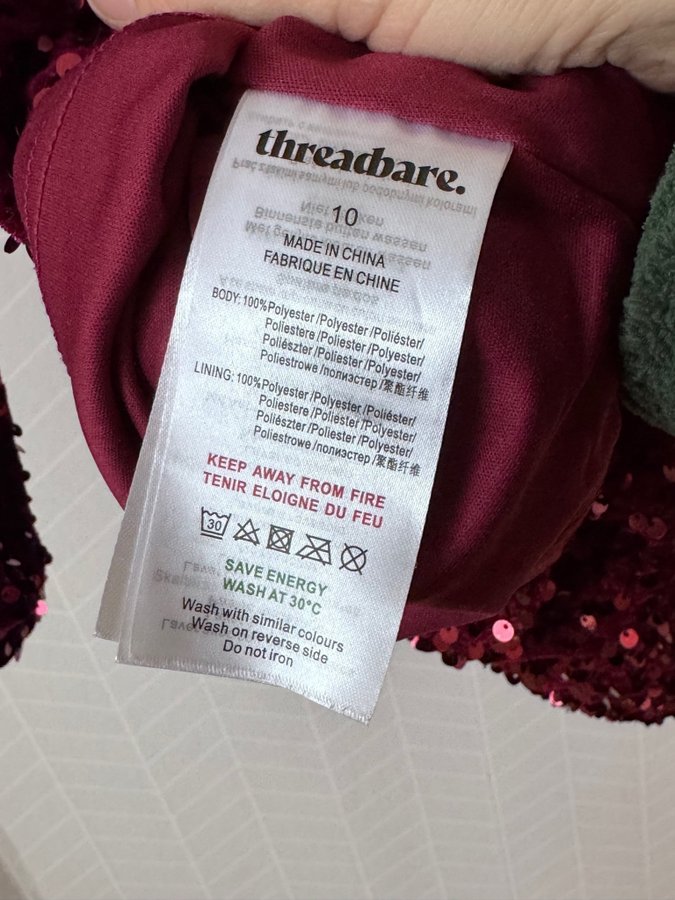 threadbare.
10
MADE IN CHINA
FABRIQUE EN CHINE
BODY: 100%Polyester /Polyester /Poliéster/
Poliestere /Poliester /Polyester/
Poliészter /Poliester /Polyester/
Poliestrowe /полиэстер /聚酯纤维
LINING: 100%Polyester /Polyester /Poliéster/
Poliestere /Poliester /Polyester/
Poliészter /Poliester /Polyester/
Poliestrowe /полиэстер /聚酯纤维
KEEP AWAY FROM FIRE
TENIR ELOIGNE DU FEU
30
SAVE ENERGY
WASH AT 30°C
Wash with similar colours
Wash on reverse side
Do not iron